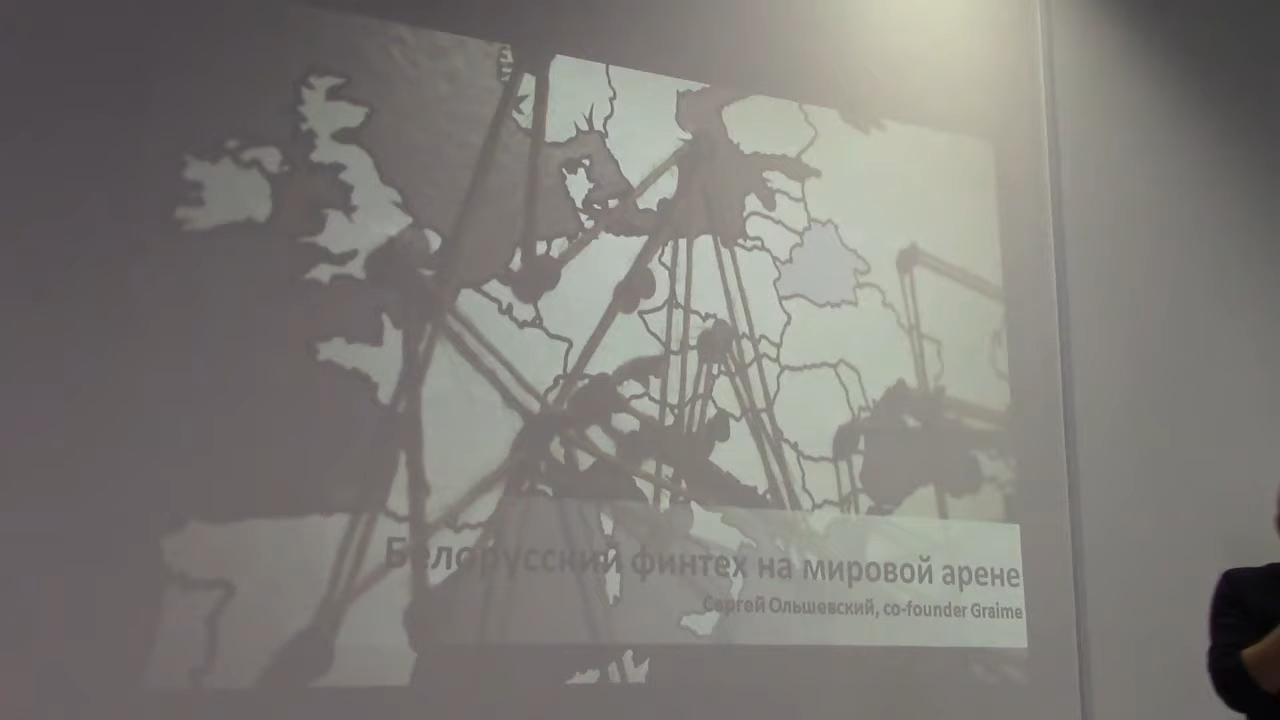 Белорусский финтех на мировой арене
Сергей Ольшевский, co-founder Graime